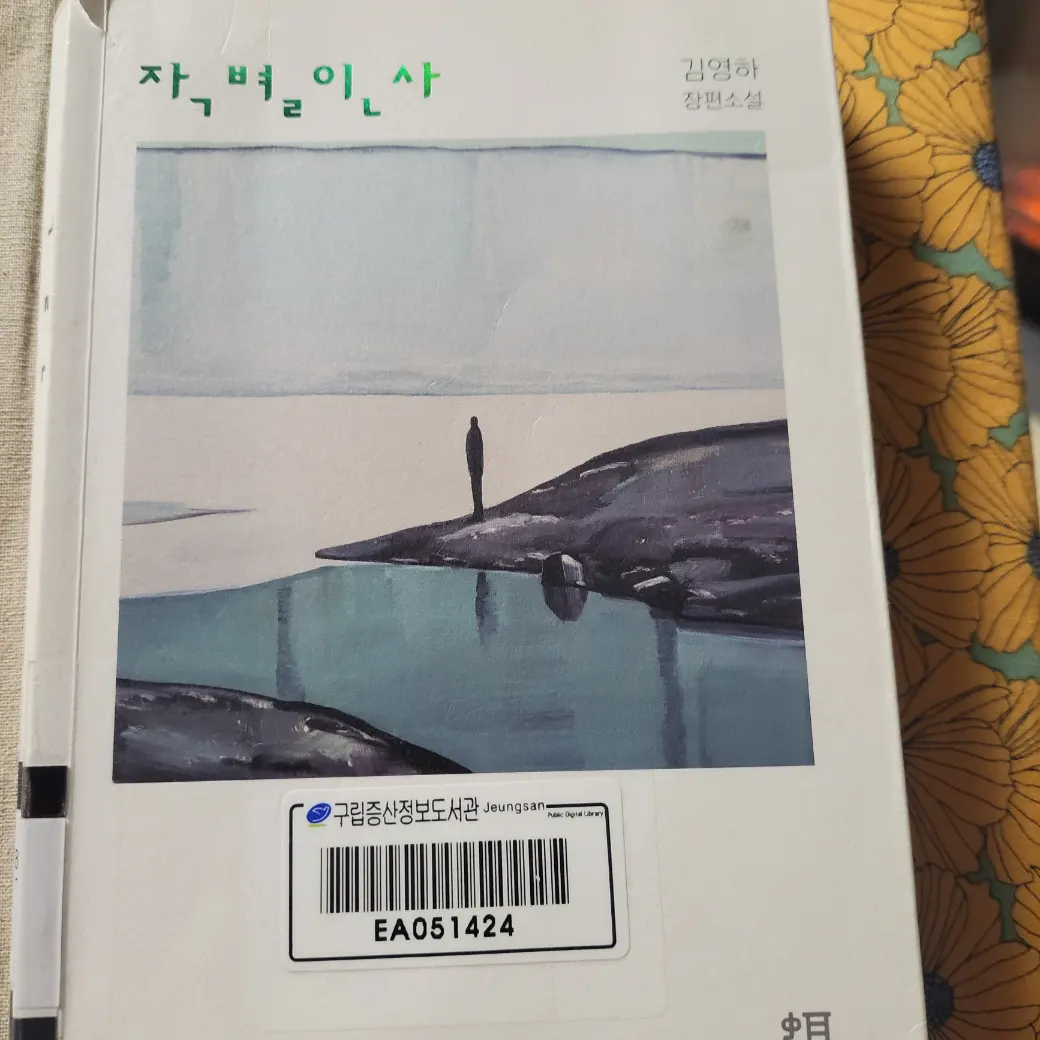 작별인사
김영하
장편소설
구립증산정보도서관 Jeungsan
Public Digital Library
EA051424